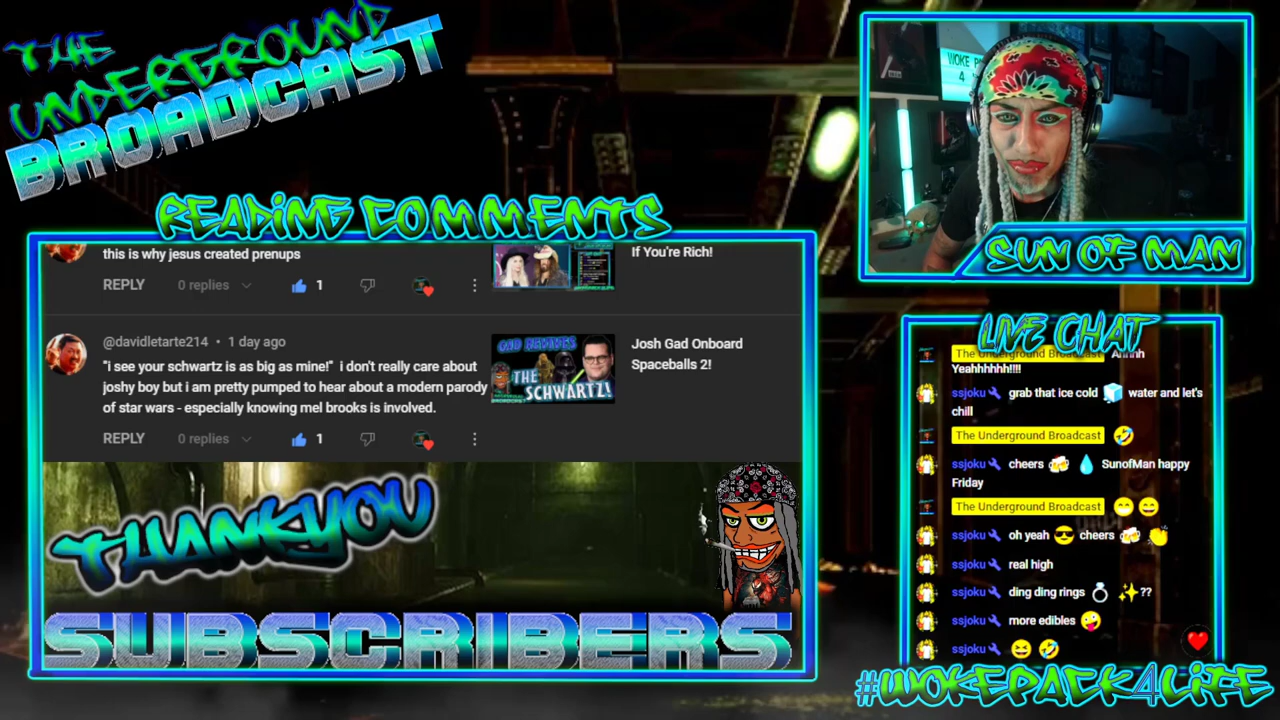 THE
UNDERGROUND
BROADCAST
WOKE P
4
SUN OF MAN
READING COMMENTS
this is why jesus created prenups
If You're Rich!
REPLY 0 replies 1
@davidletarte214 • 1 day ago
"i see your schwartz is as big as mine!" i don't really care about
joshy boy but i am pretty pumped to hear about a modern parody
of star wars - especially knowing mel brooks is involved.
REPLY 0 replies 1
GAD
THE
SCHWARTZ!
Josh Gad Onboard
Spaceballs 2!
THANKYOU
SUBSCRIBERS
LIVE CHAT
The Underground Broadcast Ahhhh
Yeahhhhh!!!!
ssjoku grab that ice cold water and let's
chill
The Underground Broadcast
ssjoku cheers SunofMan happy
Friday
The Underground Broadcast
ssjoku oh yeah cheers
ssjoku real high
ssjoku ding ding rings ??
ssjoku more edibles
ssjoku
#WOKEPACK4LIFE